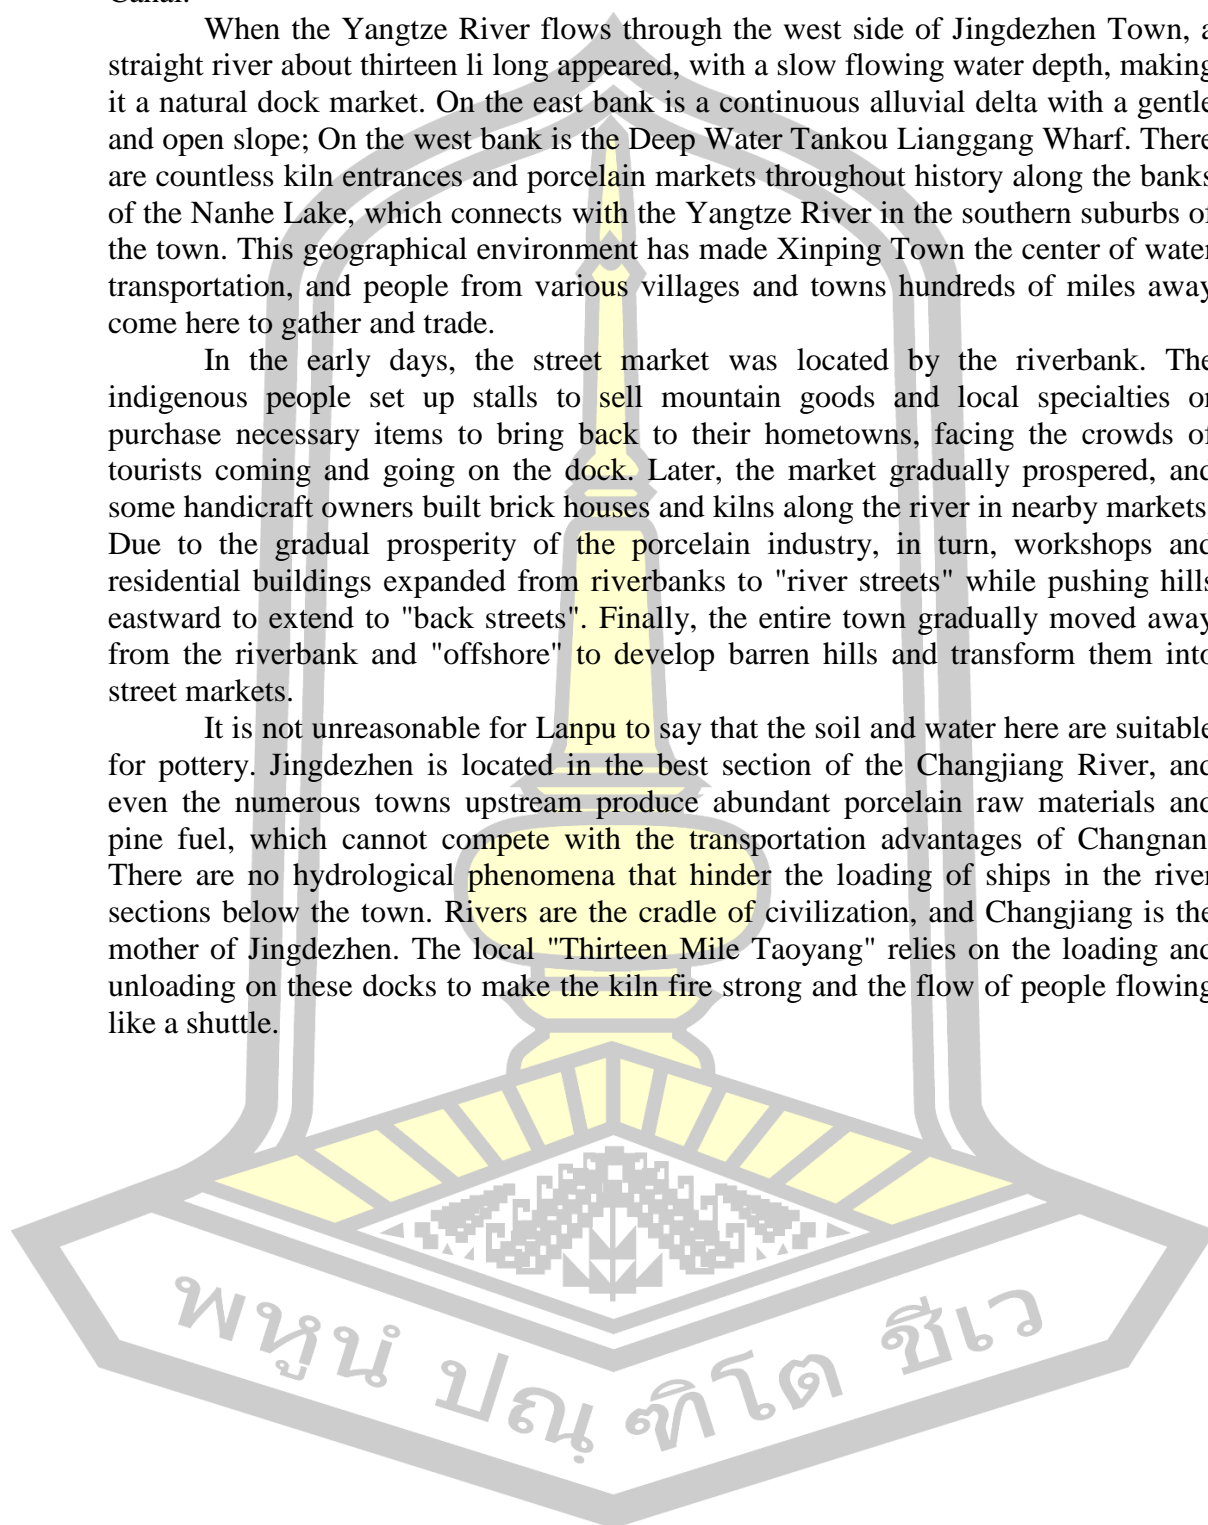 Canal.
When the Yangtze River flows through the west side of Jingdezhen Town, a
straight river about thirteen li long appeared, with a slow flowing water depth, making
it a natural dock market. On the east bank is a continuous alluvial delta with a gentle
and open slope; On the west bank is the Deep Water Tankou Lianggang Wharf. There
are countless kiln entrances and porcelain markets throughout history along the banks
of the Nanhe Lake, which connects with the Yangtze River in the southern suburbs of
the town. This geographical environment has made Xinping Town the center of water
transportation, and people from various villages and towns hundreds of miles away
come here to gather and trade.
In the early days, the street market was located by the riverbank. The
indigenous people set up stalls to sell mountain goods and local specialties or
purchase necessary items to bring back to their hometowns, facing the crowds of
tourists coming and going on the dock. Later, the market gradually prospered, and
some handicraft owners built brick houses and kilns along the river in nearby markets
Due to the gradual prosperity of the porcelain industry, in turn, workshops and
residential buildings expanded from riverbanks to "river streets" while pushing hills
eastward to extend to "back streets". Finally, the entire town gradually moved away
from the riverbank and "offshore" to develop barren hills and transform them into
street markets.
It is not unreasonable for Lanpu to say that the soil and water here are suitable
for pottery. Jingdezhen is located in the best section of the Changjiang River, and
even the numerous towns upstream produce abundant porcelain raw materials and
pine fuel, which cannot compete with the transportation advantages of Changnan
There are no hydrological phenomena that hinder the loading of ships in the river
sections below the town. Rivers are the cradle of civilization, and Changjiang is the
mother of Jingdezhen. The local "Thirteen Mile Taoyang" relies on the loading and
unloading on these docks to make the kiln fire strong and the flow of people flowing
like a shuttle.
พหูนํ ปณฺฑิโต ชีเว